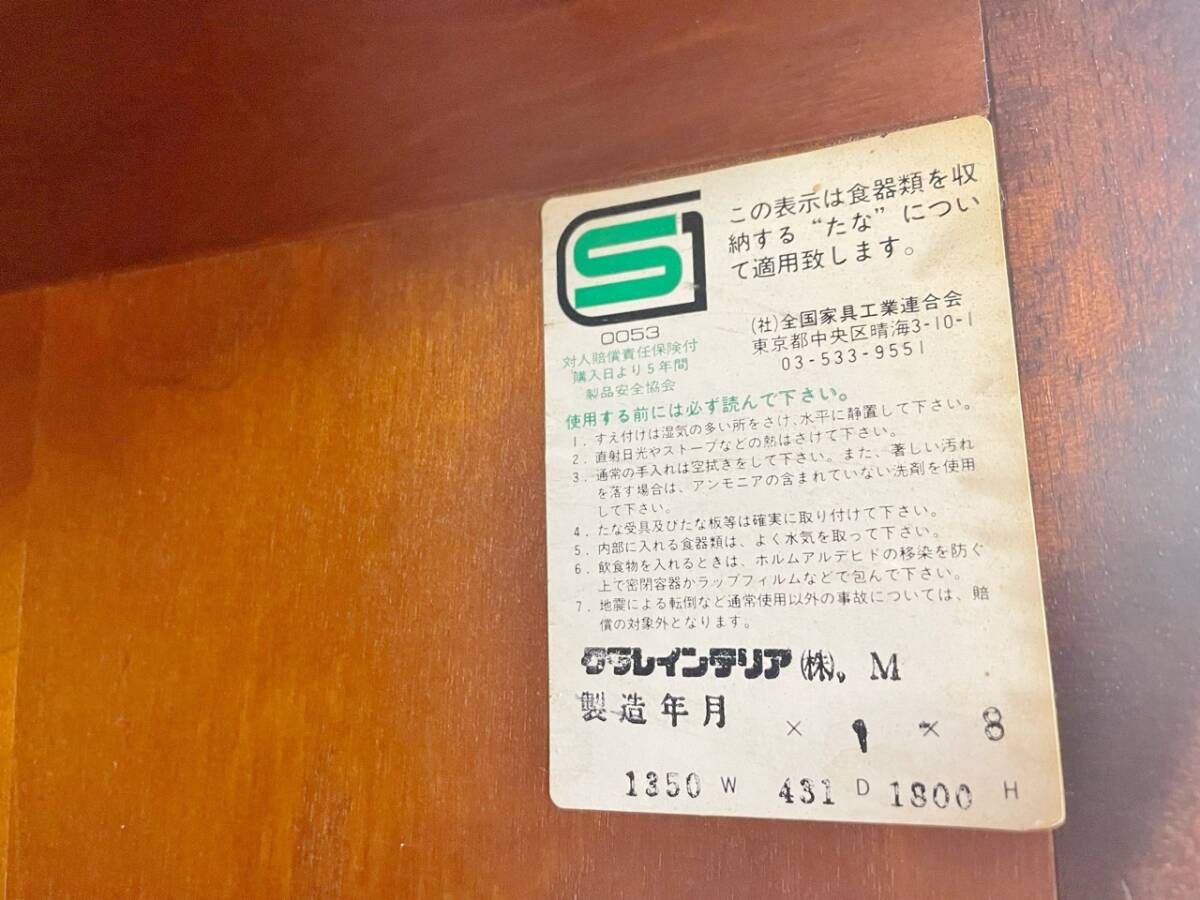 この表示は食器類を収
納する“たな”につい
て適用致します。
S
0053
対人賠償責任保険付
購入日より5年間
製品安全協会
(社)全国家具工業連合会
東京都中央区晴海3-10-1
03-533-9551
使用する前には必ず読んで下さい。
1. すえ付けは湿気の多い所をさけ、水平に静置して下さい。
2. 直射日光やストーブなどの熱はさけて下さい。
3. 通常の手入れは空拭きをして下さい。また、著しい汚れ
を落す場合は、アンモニアの含まれていない洗剤を使用
して下さい。
4. たな受具及びたな板等は確実に取り付けて下さい。
5. 内部に入れる食器類は、よく水気を取って下さい。
6. 飲食物を入れるときは、ホルムアルデヒドの移染を防ぐ
上で密閉容器かラップフィルムなどで包んで下さい。
7. 地震による転倒など通常使用以外の事故については、賠
償の対象外となります。
クラレインテリア(株)。M
製造年月 × 1 × 8
1350 W 431 D 1800 H